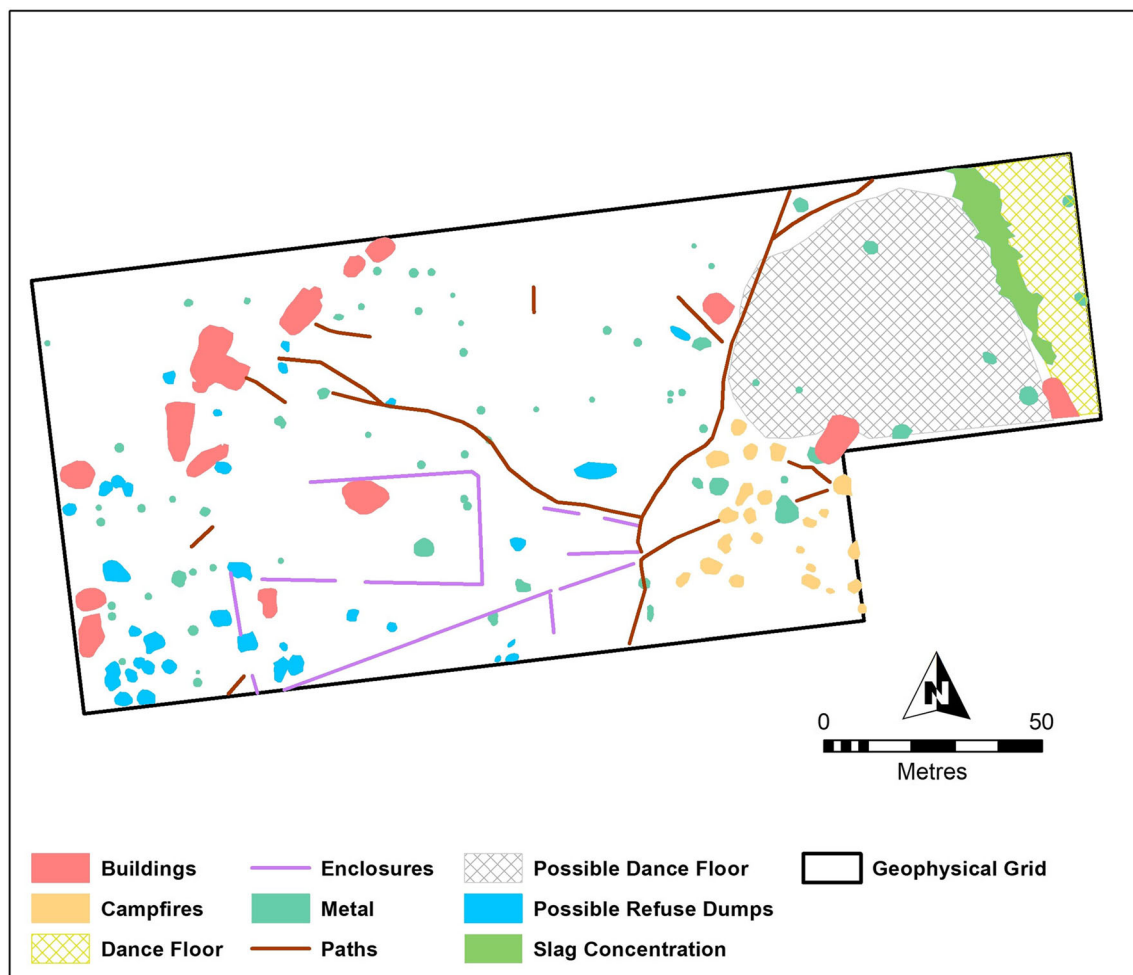 N
0 50
Metres
Buildings Enclosures Possible Dance Floor Geophysical Grid
Campfires Metal Possible Refuse Dumps
Dance Floor Paths Slag Concentration